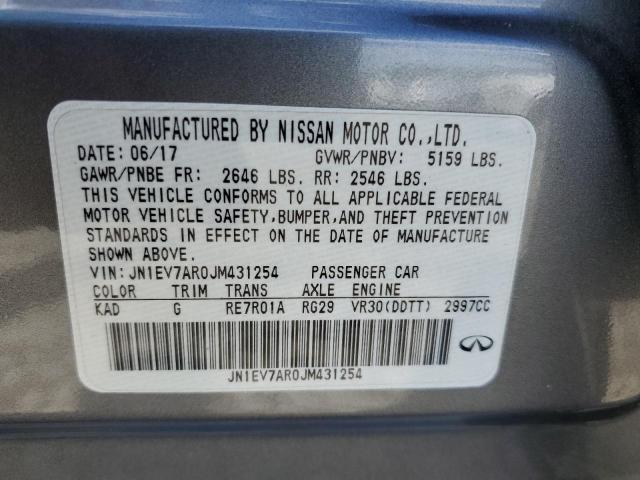 MANUFACTURED BY NISSAN MOTOR CO.,LTD.
DATE: 06/17 GVWR/PNBV: 5159 LBS.
GAWR/PNBE FR: 2646 LBS. RR: 2546 LBS.
THIS VEHICLE CONFORMS TO ALL APPLICABLE FEDERAL
MOTOR VEHICLE SAFETY,BUMPER,AND THEFT PREVENTION
STANDARDS IN EFFECT ON THE DATE OF MANUFACTURE
SHOWN ABOVE.
VIN: JN1EV7AR0JM431254 PASSENGER CAR
COLOR TRIM TRANS AXLE ENGINE
KAD G RE7R01A RG29 VR30(DDTT) 2997CC
JN1EV7AR0JM431254